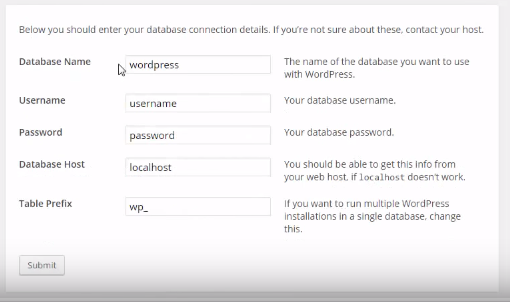 Below you should enter your database connection details. If you're not sure about these, contact your host.
Database Name
wordpress
The name of the database you want to use
with WordPress.
Username
username
Your database username.
Password
password
Your database password.
Database Host
localhost
You should be able to get this info from
your web host, if localhost doesn't work.
Table Prefix
wp_
If you want to run multiple WordPress
installations in a single database, change
this.
Submit